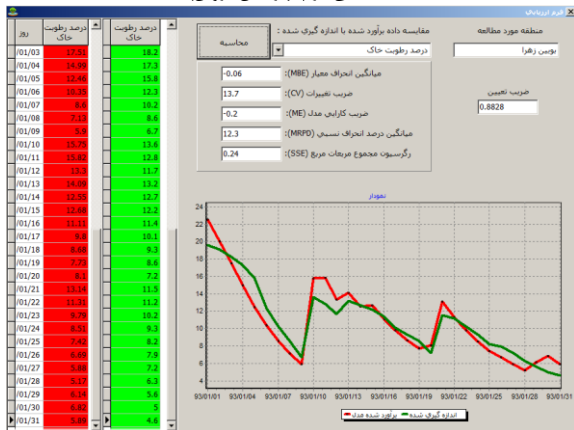 فرم ارزیابی
منطقه مورد مطالعه
بویین زهرا
ضریب تعیین
0.8828
مقایسه داده برآورد شده با اندازه گیری شده :
درصد رطوبت خاک
محاسبه
میانگین انحراف معیار (MBE): -0.06
ضریب تغییرات (CV): 13.7
ضریب کارایی مدل (ME): -0.2
میانگین درصد انحراف نسبی (MRPD): 12.3
رگرسیون مجموع مربعات مربع (SSE): 0.24
روز درصد رطوبت خاک درصد رطوبت خاک
/01/03 17.51 18.2
/01/04 14.99 17.3
/01/05 12.46 15.8
/01/06 10.35 12.3
/01/07 8.6 10.2
/01/08 7.12 8.6
/01/09 5.9 6.7
/01/10 15.75 13.6
/01/11 15.82 12.8
/01/12 13.3 11.7
/01/13 14.09 13.2
/01/14 12.55 12.7
/01/15 12.68 12.2
/01/16 11.11 11.4
/01/17 9.8 10.1
/01/18 8.68 9.3
/01/19 7.73 8.6
/01/20 8.1 7.2
/01/21 13.14 11.5
/01/22 11.31 11.2
/01/23 9.79 10.2
/01/24 8.51 9.3
/01/25 7.42 8.2
/01/26 6.69 7.9
/01/27 5.88 7.2
/01/28 5.17 6.3
/01/29 6.14 5.6
/01/30 6.82 5
/01/31 5.89 4.6
نمودار
24
22
20
18
16
14
12
10
8
6
4
93/01/01 93/01/04 93/01/07 93/01/10 93/01/13 93/01/16 93/01/19 93/01/22 93/01/25 93/01/28 93/01/31
اندازه گیری شده برآورد شده مدل